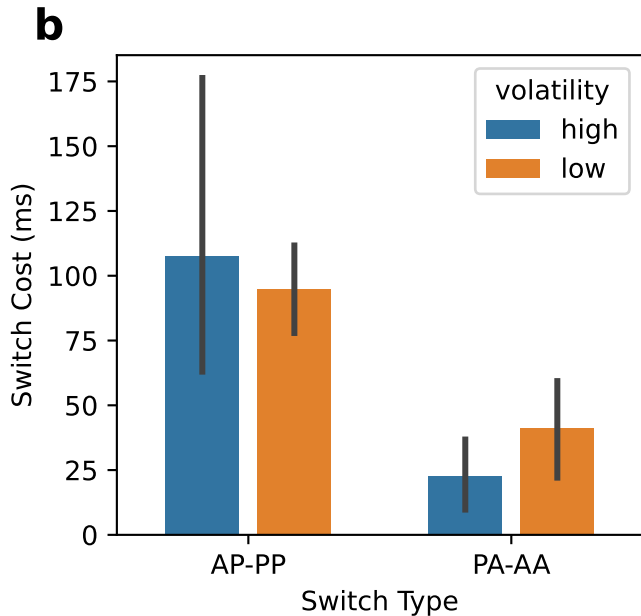 b
volatility
high
low
175
150
125
100
75
50
25
0
Switch Cost (ms)
AP-PP
PA-AA
Switch Type